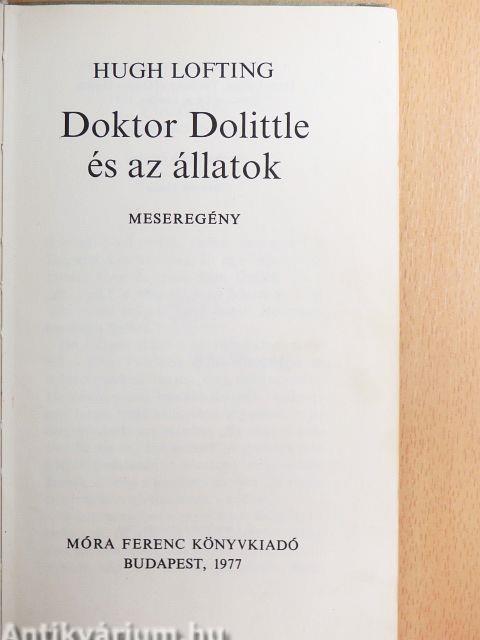 HUGH LOFTING
Doktor Dolittle
és az állatok
MESEREGÉNY
MÓRA FERENC KÖNYVKIADÓ
BUDAPEST, 1977
Antikvárium.hu